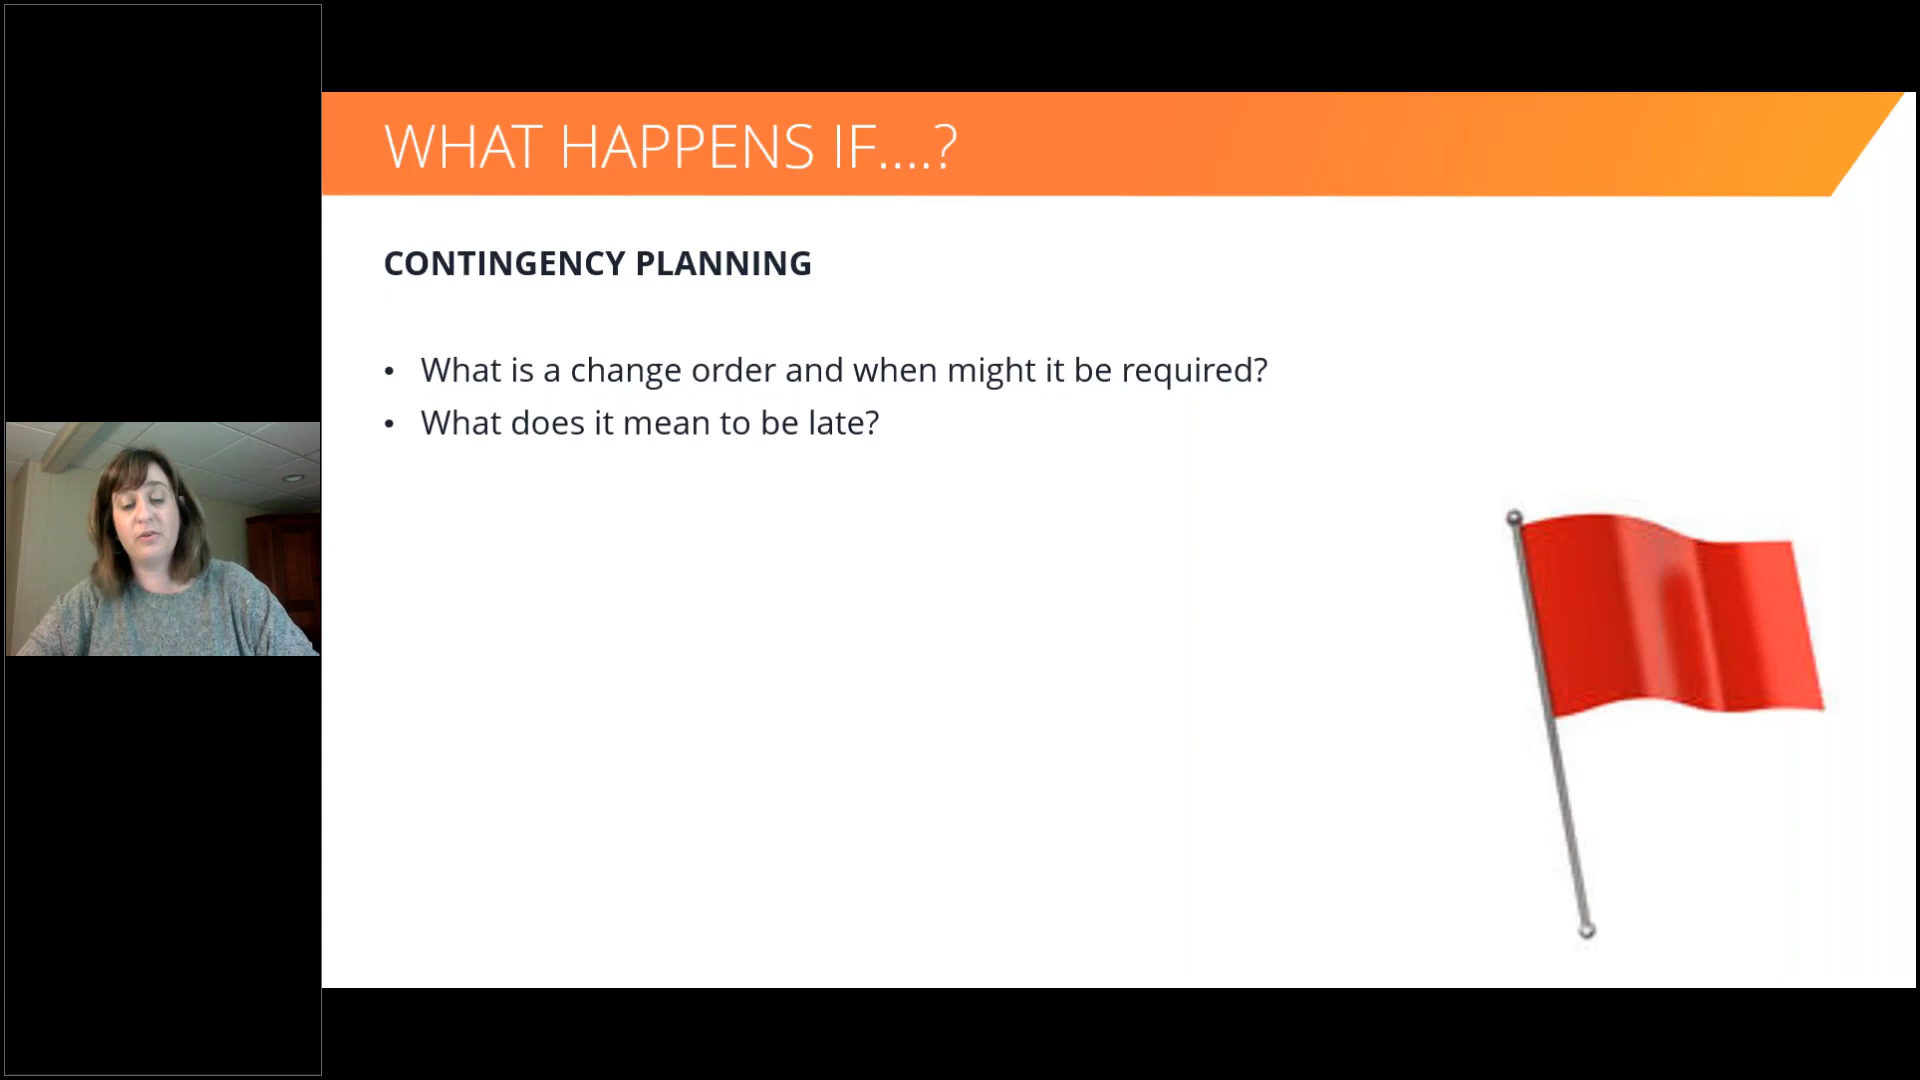 WHAT HAPPENS IF....?
CONTINGENCY PLANNING
• What is a change order and when might it be required?
• What does it mean to be late?